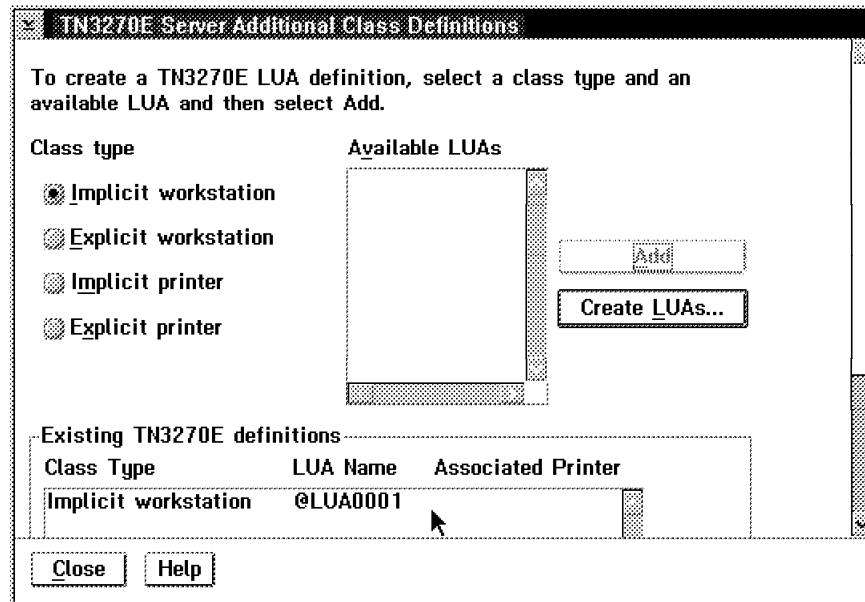 TN3270E Server Additional Class Definitions
To create a TN3270E LUA definition, select a class type and an
available LUA and then select Add.
Class type
Available LUAs
Implicit workstation
Explicit workstation
Implicit printer
Explicit printer
Add
Create LUAs...
Existing TN3270E definitions
Class Type LUA Name Associated Printer
Implicit workstation @LUA0001
Close Help